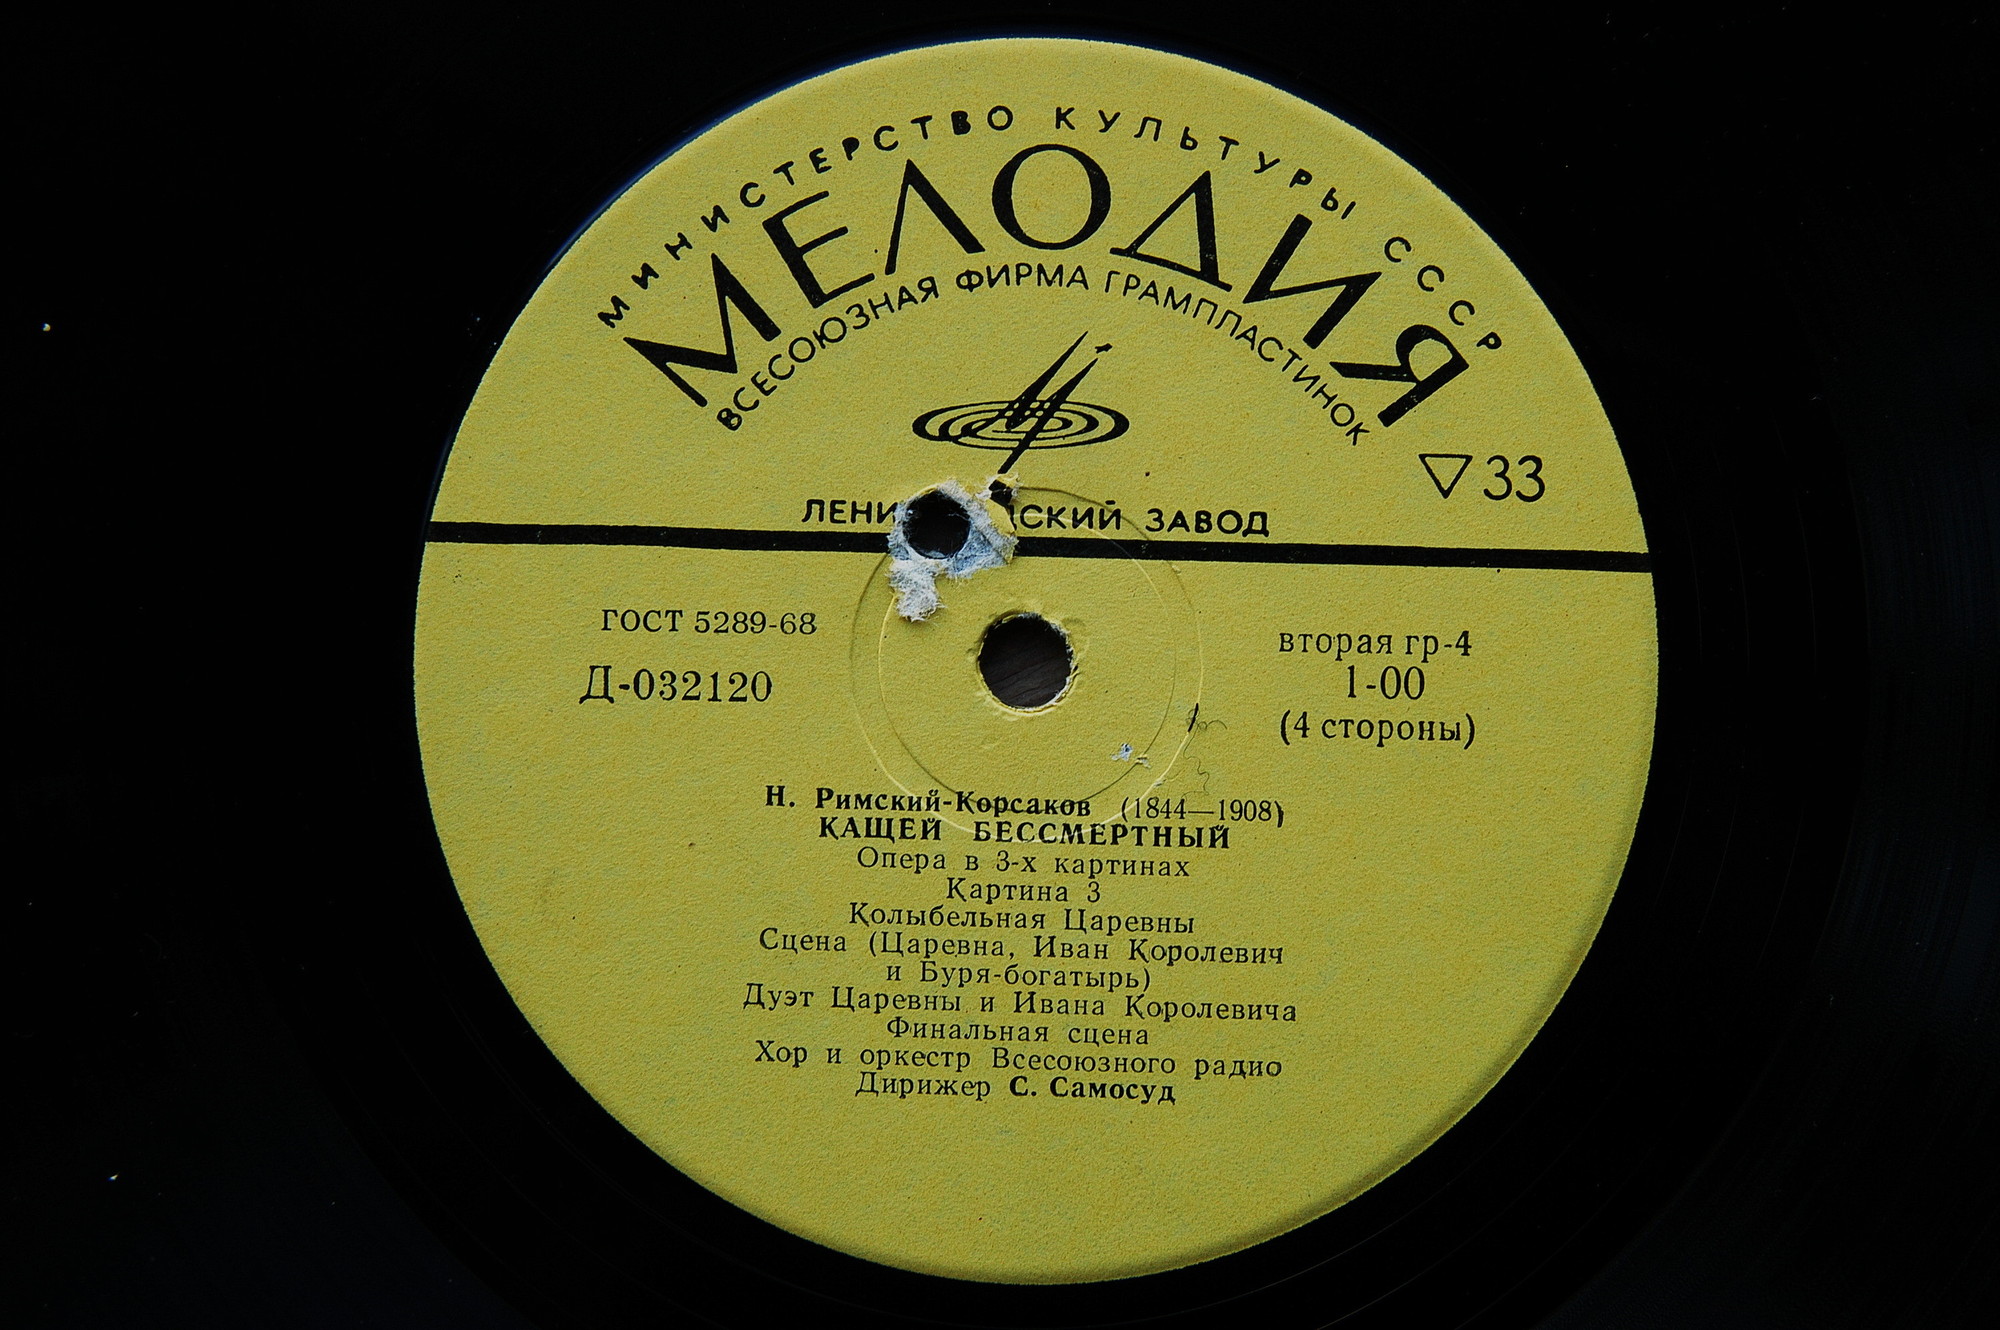 МИНИСТЕРСТВО КУЛЬТУРЫ СССР
МЕЛОДИЯ
ВСЕСОЮЗНАЯ ФИРМА ГРАМПЛАСТИНОК
▽ 33
ЗАВОД
ГОСТ 5289-68
Д-032120
вторая гр-4
1-00
(4 стороны)
Н. Римский-Корсаков (1844—1908)
КАЩЕЙ БЕССМЕРТНЫЙ
Опера в 3-х картинах
Картина 3
Колыбельная Царевны
Сцена (Царевна, Иван Королевич
и Буря-богатырь)
Дуэт Царевны и Ивана Королевича
Финальная сцена
Хор и оркестр Всесоюзного радио
Дирижер С. Самосуд